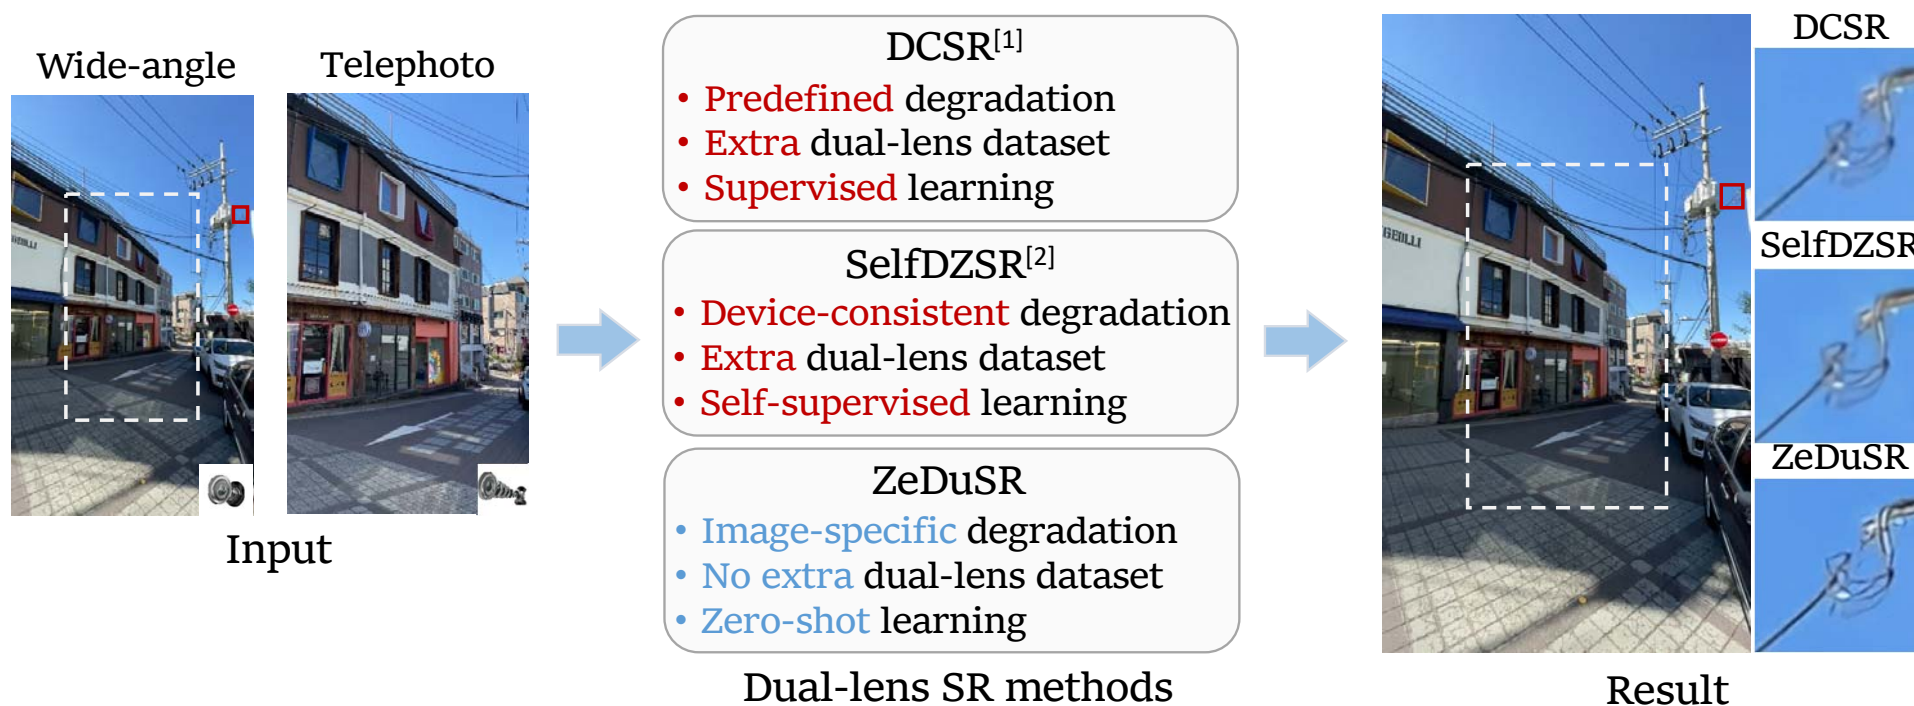 Wide-angle
Telephoto
Input
DCSR[1]
• Predefined degradation
• Extra dual-lens dataset
• Supervised learning
SelfDZSR[2]
• Device-consistent degradation
• Extra dual-lens dataset
• Self-supervised learning
ZeDuSR
• Image-specific degradation
• No extra dual-lens dataset
• Zero-shot learning
Dual-lens SR methods
DCSR
SelfDZSR
ZeDuSR
Result